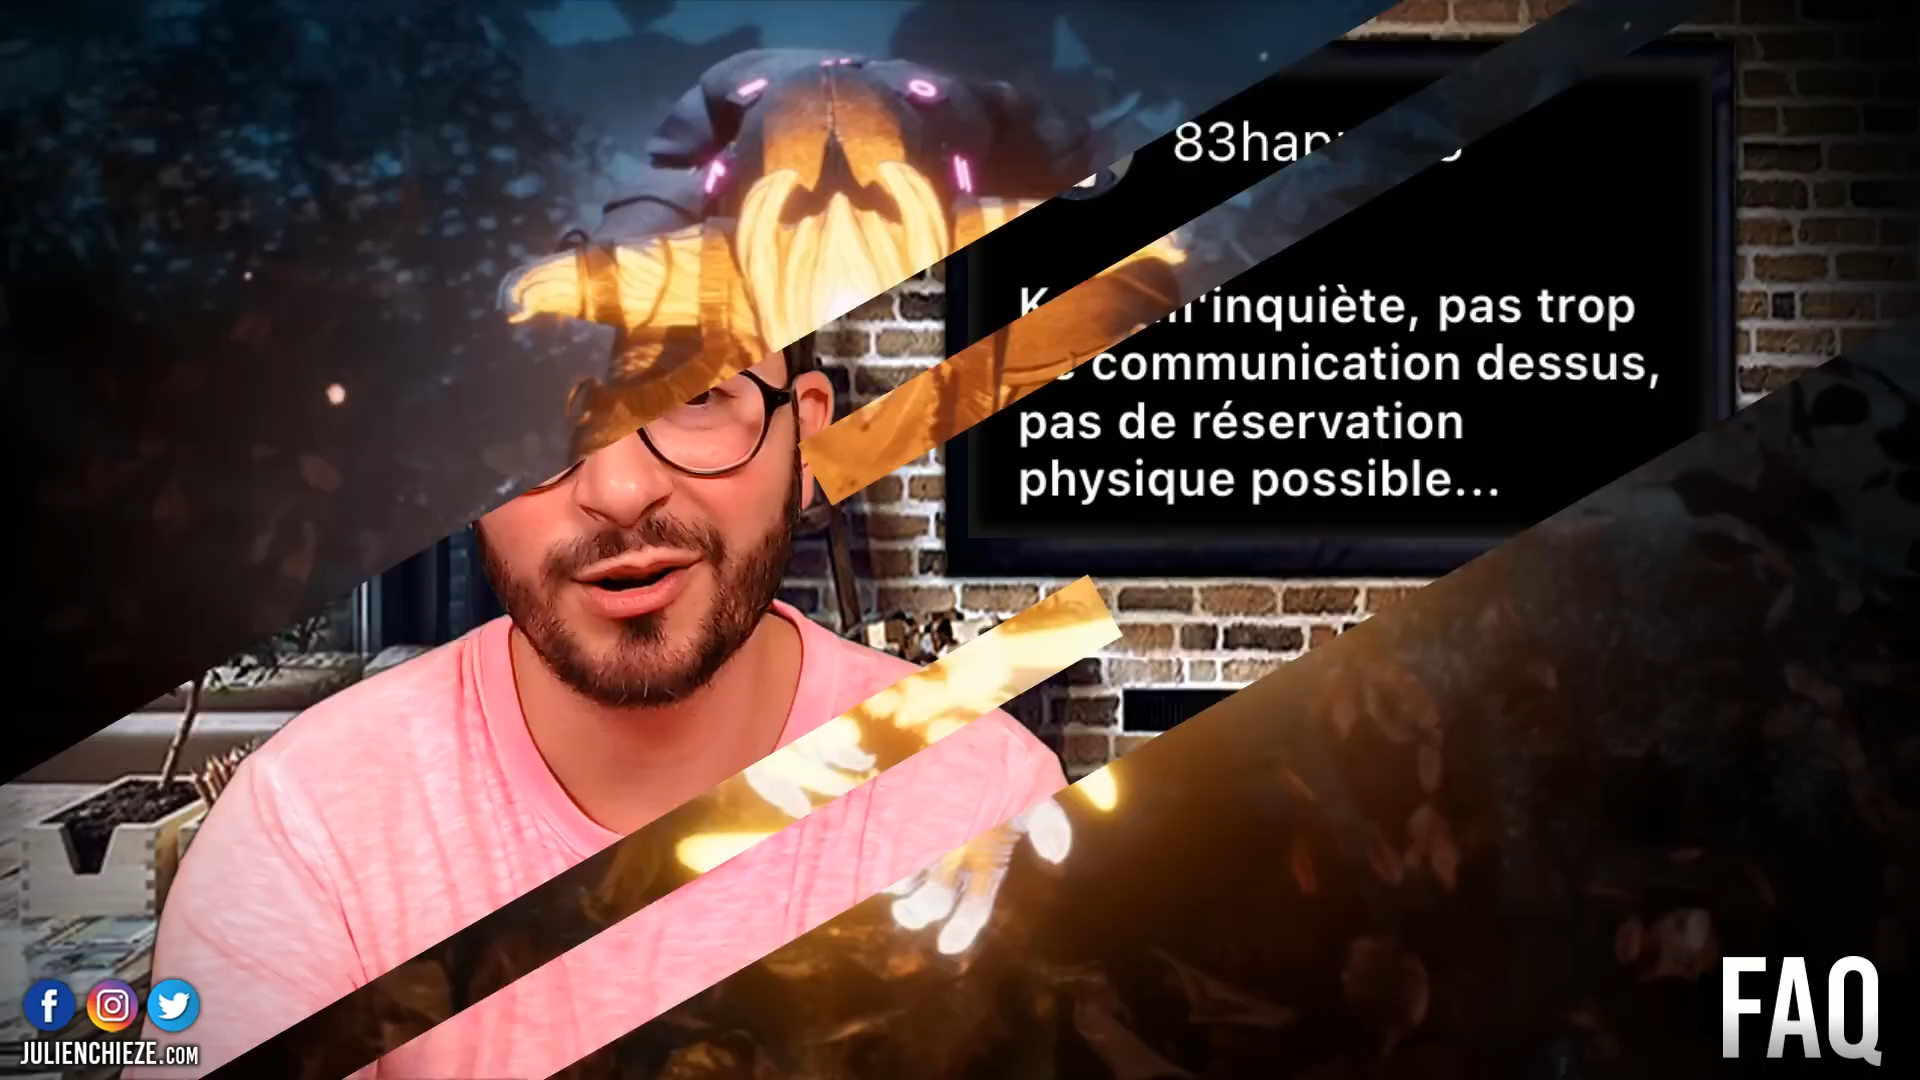 83hap
m'inquiète, pas trop
communication dessus,
pas de réservation
physique possible...
FAQ
JULIENCHIEZE.COM